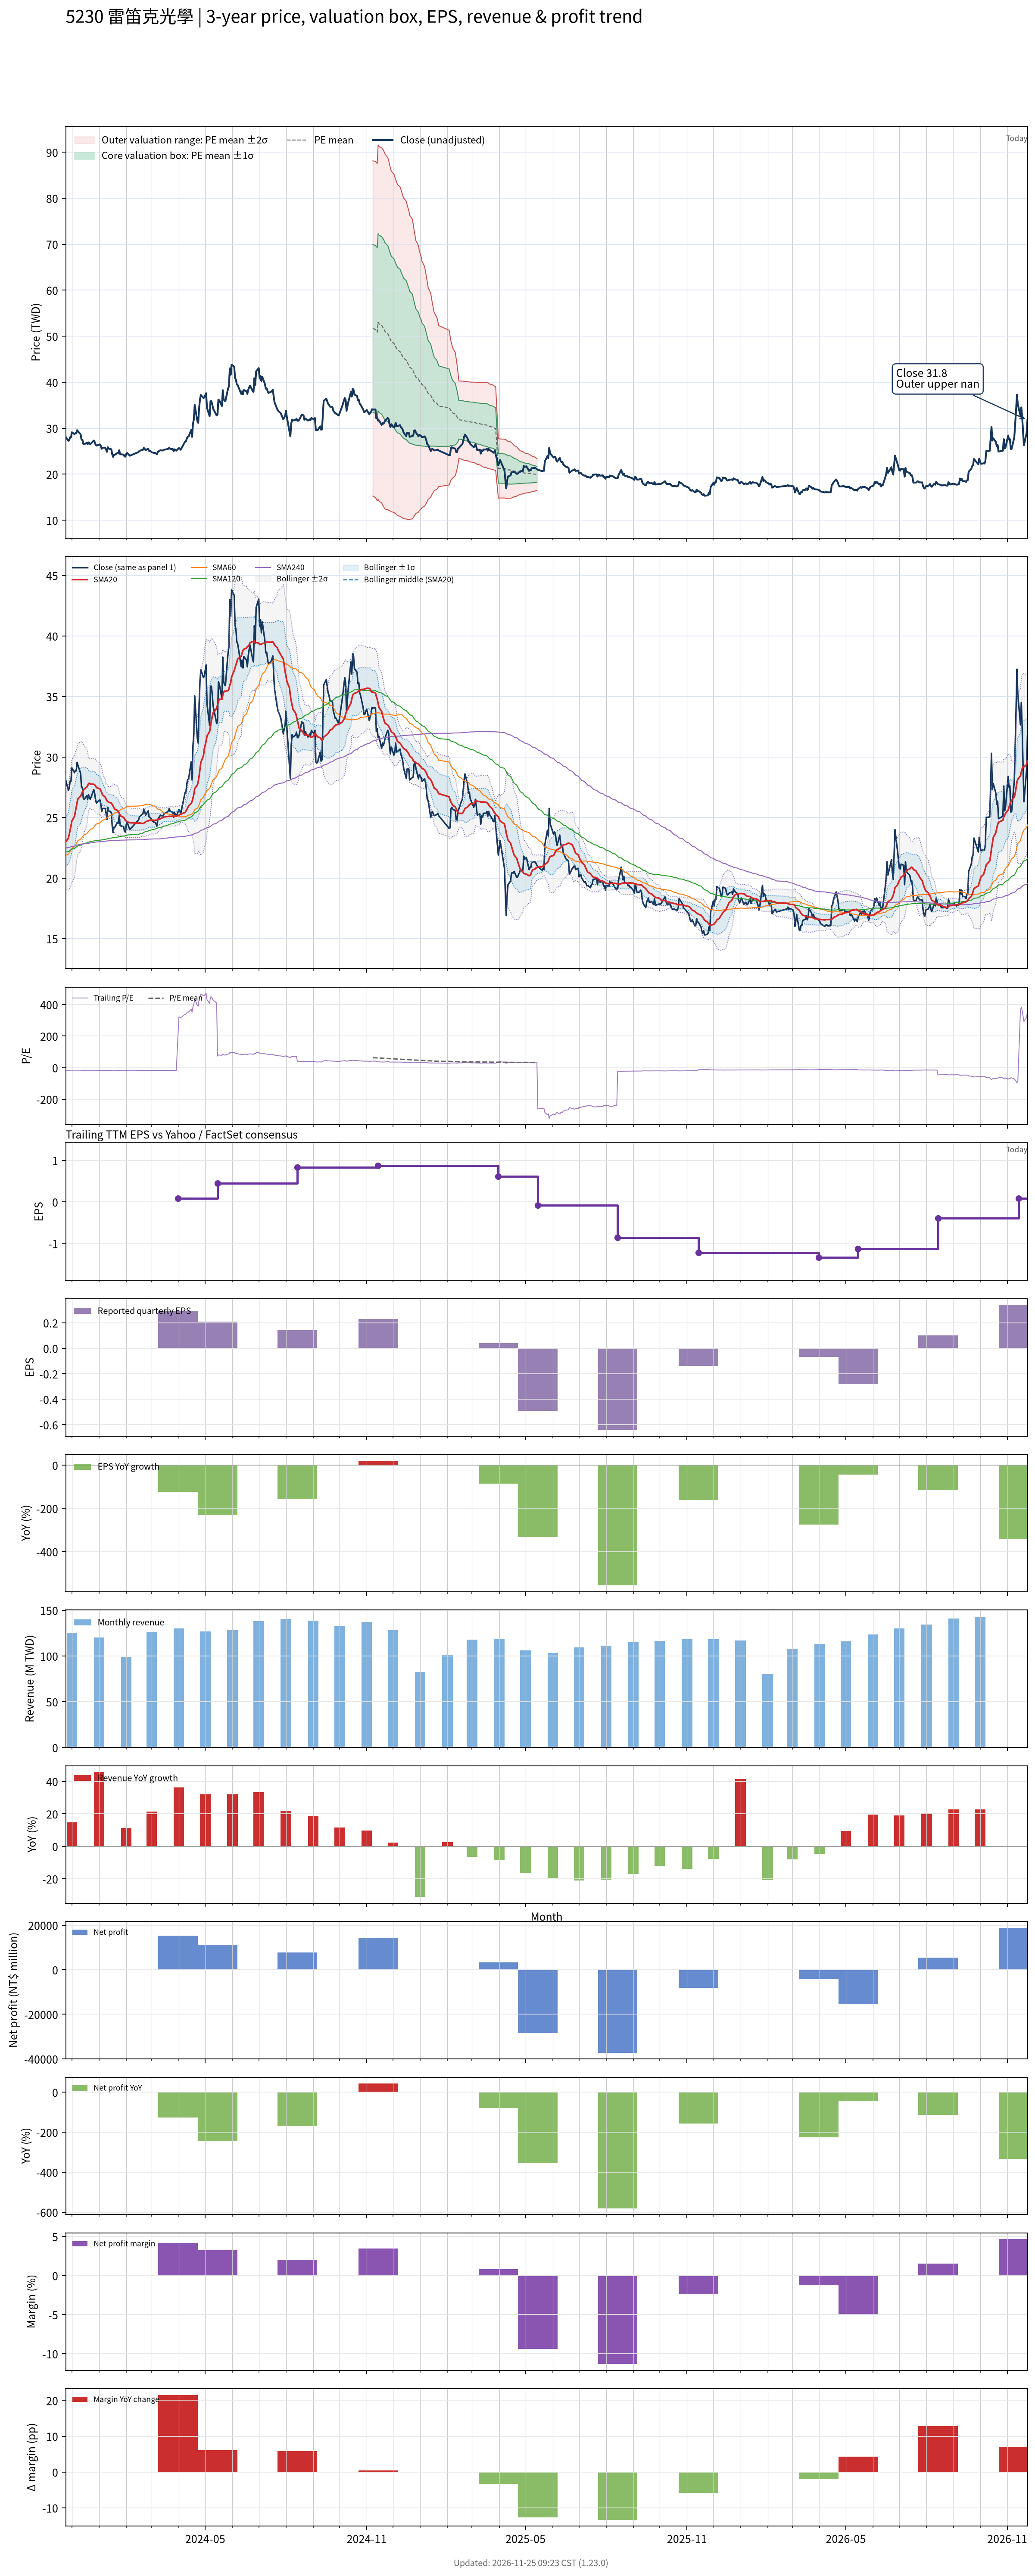 5230 雷笛克光學 | 3-year price, valuation box, EPS, revenue & profit trend
Outer valuation range: PE mean ±2σ
Core valuation box: PE mean ±1σ
PE mean
Close (unadjusted)
Today
Close 31.8
Outer upper nan
Price (TWD)
90
80
70
60
50
40
30
20
10
Close (same as panel 1)
SMA20
SMA60
SMA120
SMA240
Bollinger ±2σ
Bollinger ±1σ
Bollinger middle (SMA20)
Price
45
40
35
30
25
20
15
Trailing P/E
P/E mean
P/E
400
200
0
-200
Trailing TTM EPS vs Yahoo / FactSet consensus
Today
EPS
1
0
-1
Reported quarterly EPS
EPS
0.2
0.0
-0.2
-0.4
-0.6
EPS YoY growth
YoY (%)
0
-200
-400
Monthly revenue
Revenue (M TWD)
150
100
50
0
Revenue YoY growth
YoY (%)
40
20
0
-20
Month
Net profit
Net profit (NT$ million)
20000
0
-20000
-40000
Net profit YoY
YoY (%)
0
-200
-400
-600
Net profit margin
Margin (%)
5
0
-5
-10
Margin YoY change
Δ margin (pp)
20
10
0
-10
2024-05
2024-11
2025-05
2025-11
2026-05
2026-11
Updated: 2026-11-25 09:23 CST (1.23.0)